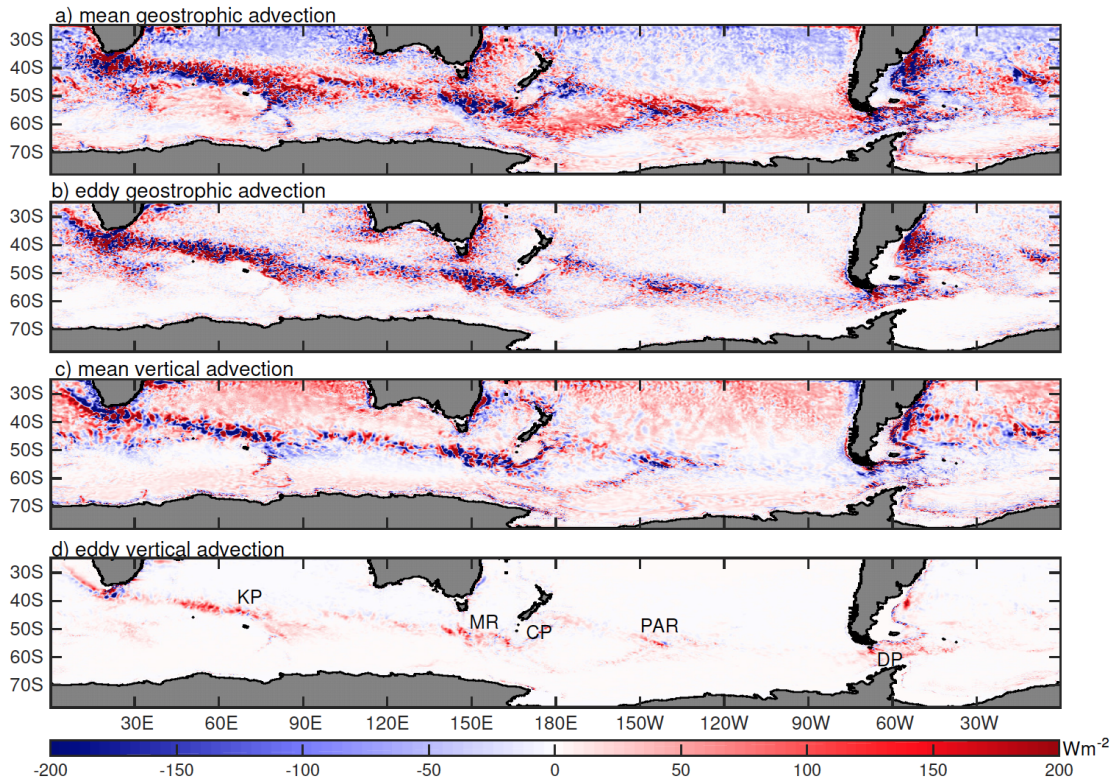 a) mean geostrophic advection
30S
40S
50S
60S
70S
b) eddy geostrophic advection
30S
40S
50S
60S
70S
c) mean vertical advection
30S
40S
50S
60S
70S
d) eddy vertical advection
30S
40S
50S
60S
70S
KP
MR
CP
PAR
DP
30E 60E 90E 120E 150E 180E 150W 120W 90W 60W 30W
Wm-2
-200 -150 -100 -50 0 50 100 150 200